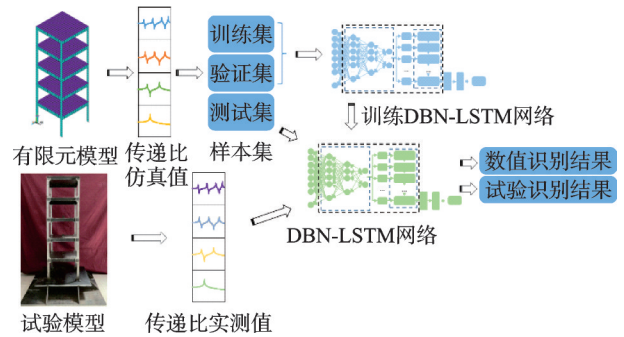 训练集
验证集
测试集
样本集
有限元模型
传递比
仿真值
训练DBN-LSTM网络
数值识别结果
试验识别结果
DBN-LSTM网络
试验模型
传递比实测值